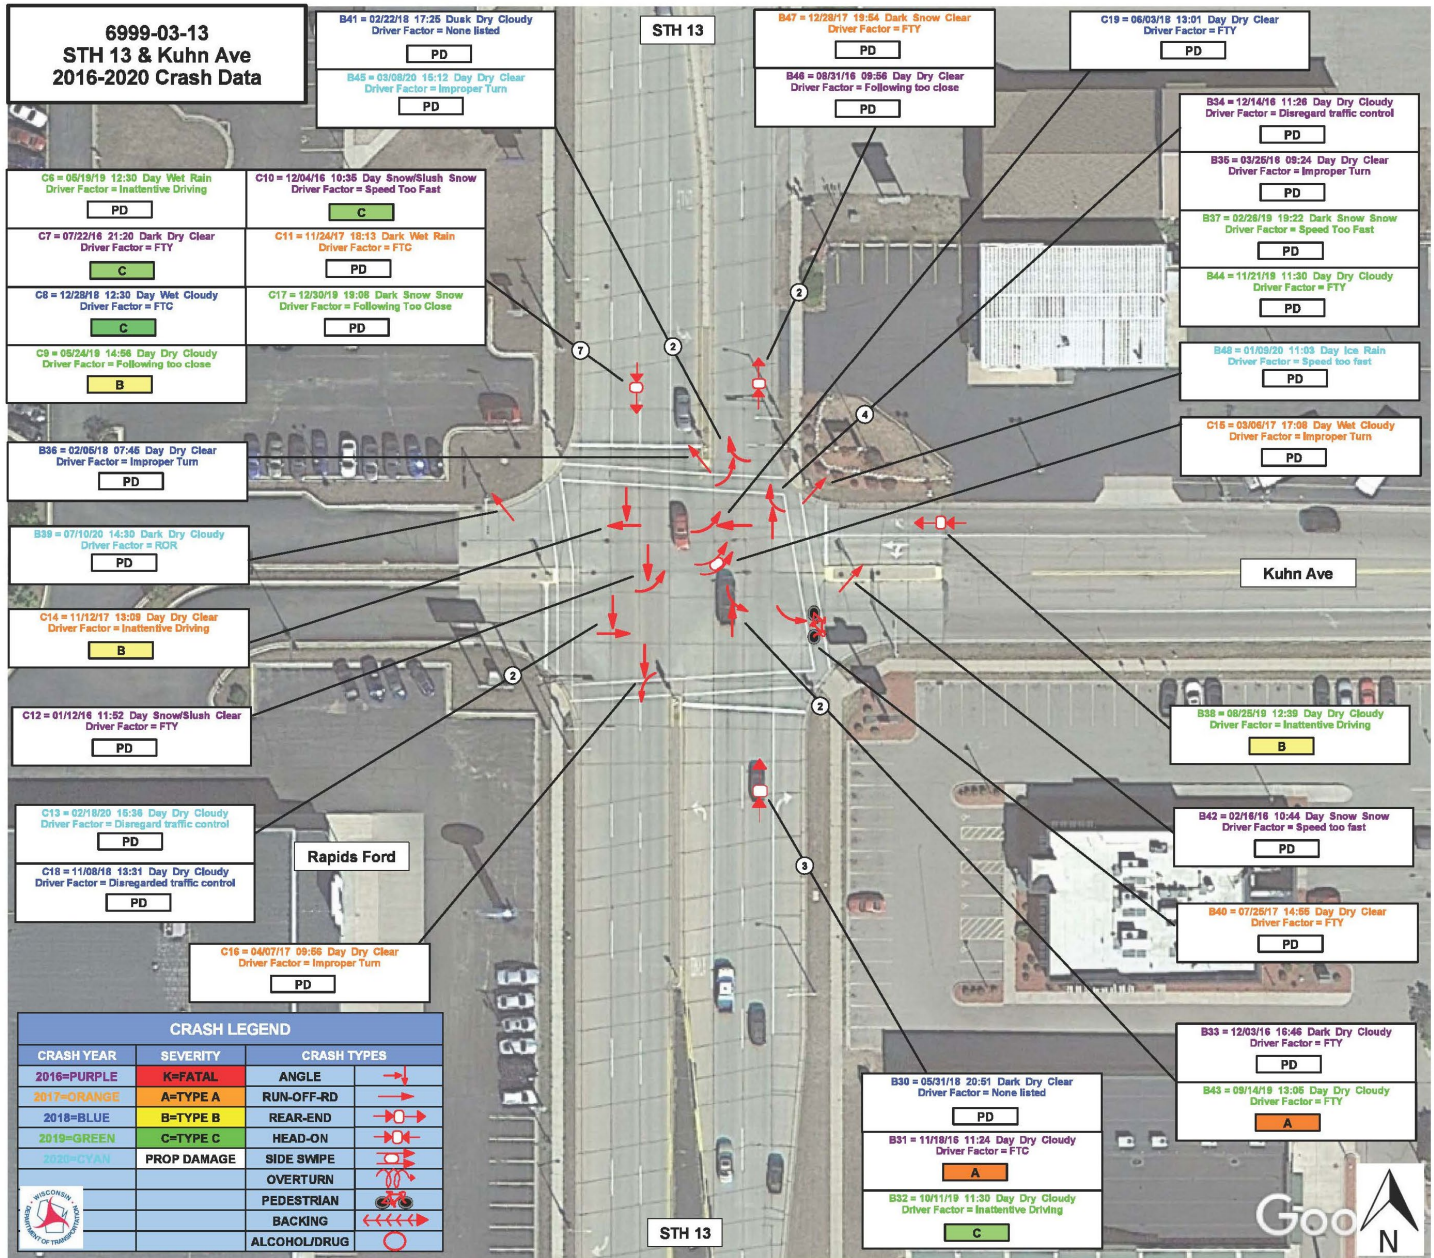 6999-03-13
STH 13 & Kuhn Ave
2016-2020 Crash Data
B41 = 02/22/18 17:25 Dusk Dry Cloudy
Driver Factor = None listed
PD
B45 = 03/08/20 15:12 Day Dry Clear
Driver Factor = Improper Turn
PD
STH 13
B47 = 12/28/17 19:54 Dark Snow Clear
Driver Factor = FTY
PD
B46 = 08/31/16 09:56 Day Dry Clear
Driver Factor = Following too close
PD
C19 = 06/03/18 13:01 Day Dry Clear
Driver Factor = FTY
PD
B34 = 12/14/16 11:26 Day Dry Cloudy
Driver Factor = Disregard traffic control
PD
B35 = 03/25/16 09:24 Day Dry Clear
Driver Factor = Improper Turn
PD
B37 = 02/26/19 19:22 Dark Snow Snow
Driver Factor = Speed Too Fast
PD
B44 = 11/21/19 11:30 Day Dry Cloudy
Driver Factor = FTY
PD
C6 = 05/19/19 12:30 Day Wet Rain
Driver Factor = Inattentive Driving
PD
C7 = 07/22/16 21:20 Dark Dry Clear
Driver Factor = FTY
C
C8 = 12/28/18 12:30 Day Wet Cloudy
Driver Factor = FTC
C
C9 = 05/24/19 14:56 Day Dry Cloudy
Driver Factor = Following too close
B
C10 = 12/04/16 10:35 Day Snow/Slush Snow
Driver Factor = Speed Too Fast
C
C11 = 11/24/17 18:13 Dark Wet Rain
Driver Factor = FTC
PD
C17 = 12/30/19 19:08 Dark Snow Snow
Driver Factor = Following Too Close
PD
7
2
2
4
B48 = 01/09/20 11:03 Day Ice Rain
Driver Factor = Speed too fast
PD
C15 = 03/06/17 17:08 Day Wet Cloudy
Driver Factor = Improper Turn
PD
B36 = 02/05/18 07:45 Day Dry Clear
Driver Factor = Improper Turn
PD
B39 = 07/10/20 14:30 Dark Dry Cloudy
Driver Factor = ROR
PD
Kuhn Ave
C14 = 11/12/17 13:09 Day Dry Clear
Driver Factor = Inattentive Driving
B
2
2
C12 = 01/12/16 11:52 Day Snow/Slush Clear
Driver Factor = FTY
PD
B38 = 08/25/19 12:39 Day Dry Cloudy
Driver Factor = Inattentive Driving
B
C13 = 02/18/20 15:36 Day Dry Cloudy
Driver Factor = Disregard traffic control
PD
C18 = 11/08/18 13:31 Day Dry Cloudy
Driver Factor = Disregarded traffic control
PD
Rapids Ford
3
B42 = 02/16/16 10:44 Day Snow Snow
Driver Factor = Speed too fast
PD
B40 = 07/25/17 14:55 Day Dry Clear
Driver Factor = FTY
PD
C16 = 04/07/17 09:56 Day Dry Clear
Driver Factor = Improper Turn
PD
B33 = 12/03/16 16:46 Dark Dry Cloudy
Driver Factor = FTY
PD
B43 = 09/14/19 13:05 Day Dry Cloudy
Driver Factor = FTY
A
B30 = 05/31/18 20:51 Dark Dry Clear
Driver Factor = None listed
PD
B31 = 11/18/16 11:24 Day Dry Cloudy
Driver Factor = FTC
A
B32 = 10/11/19 11:30 Day Dry Cloudy
Driver Factor = Inattentive Driving
C
CRASH LEGEND
CRASH YEAR SEVERITY CRASH TYPES
2016=PURPLE K=FATAL ANGLE
2017=ORANGE A=TYPE A RUN-OFF-RD
2018=BLUE B=TYPE B REAR-END
2019=GREEN C=TYPE C HEAD-ON
2020=CYAN PROP DAMAGE SIDE SWIPE
OVERTURN
PEDESTRIAN
BACKING
ALCOHOL/DRUG
WISCONSIN
DEPARTMENT OF TRANSPORTATION
STH 13
Goo
N